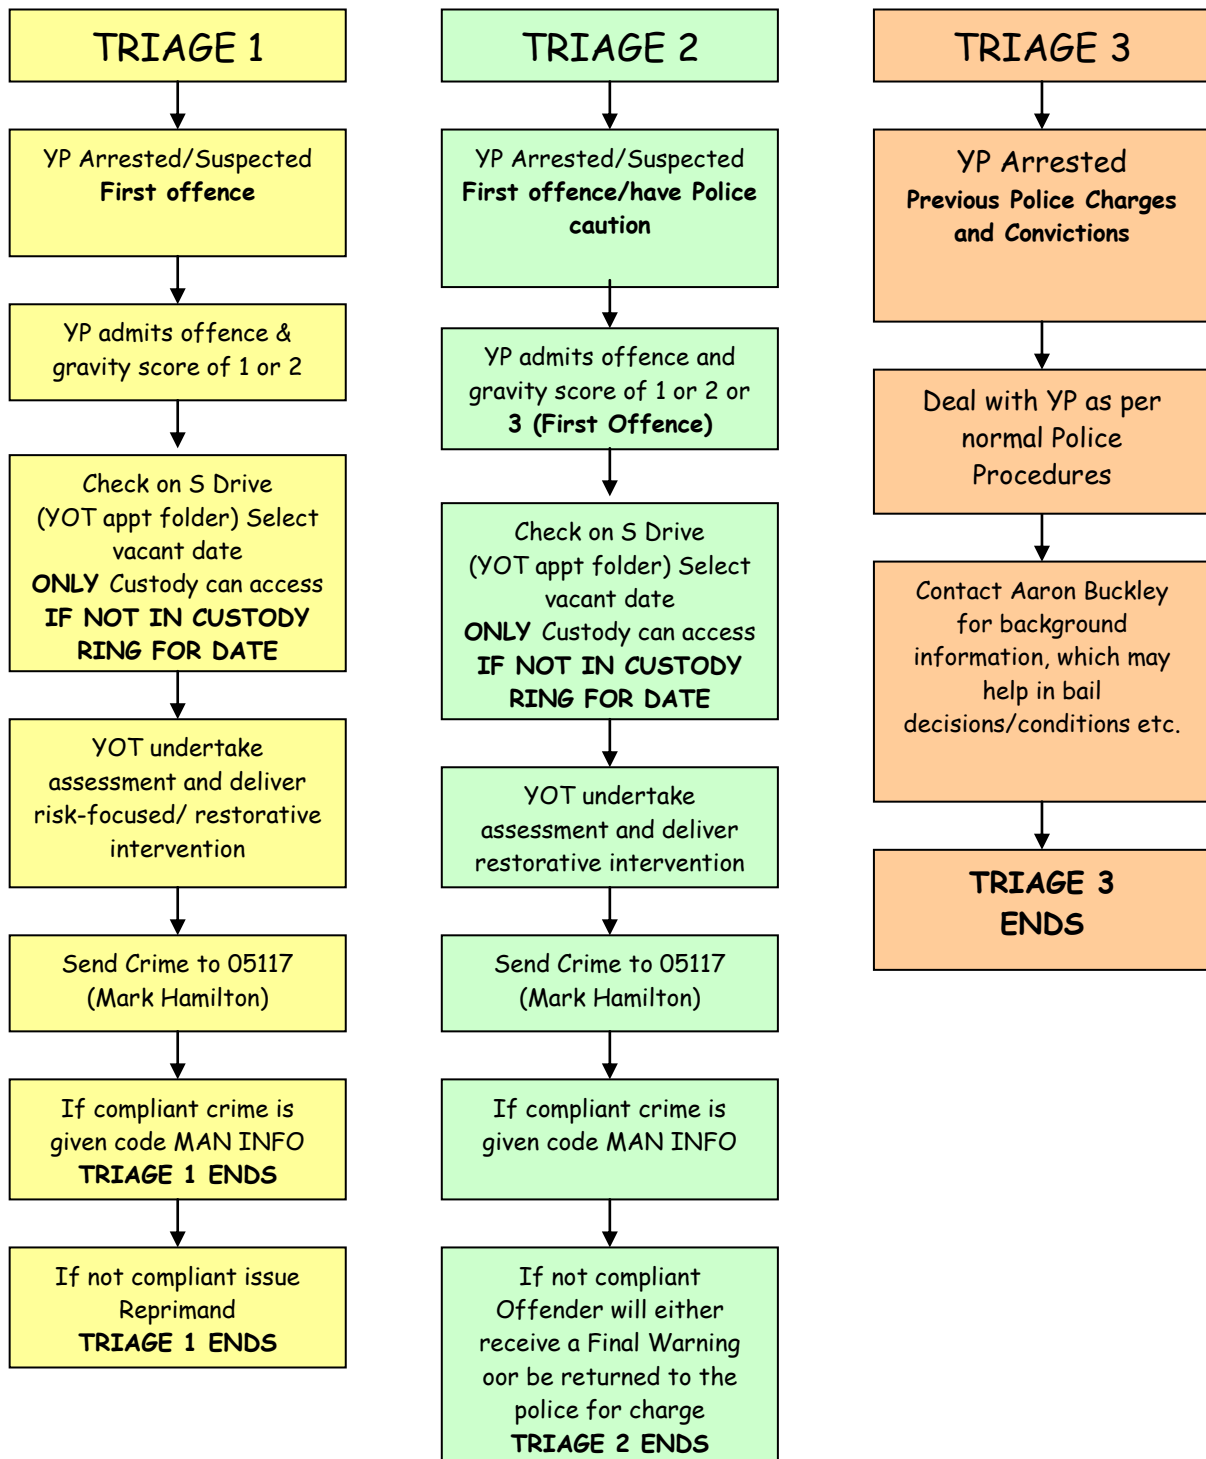 TRIAGE 1
YP Arrested/Suspected
First offence
YP admits offence &
gravity score of 1 or 2
Check on S Drive
(YOT appt folder) Select
vacant date
ONLY Custody can access
IF NOT IN CUSTODY
RING FOR DATE
YOT undertake
assessment and deliver
risk-focused/ restorative
intervention
Send Crime to 05117
(Mark Hamilton)
If compliant crime is
given code MAN INFO
TRIAGE 1 ENDS
If not compliant issue
Reprimand
TRIAGE 1 ENDS
TRIAGE 2
YP Arrested/Suspected
First offence/have Police
caution
YP admits offence and
gravity score of 1 or 2 or
3 (First Offence)
Check on S Drive
(YOT appt folder) Select
vacant date
ONLY Custody can access
IF NOT IN CUSTODY
RING FOR DATE
YOT undertake
assessment and deliver
restorative intervention
Send Crime to 05117
(Mark Hamilton)
If compliant crime is
given code MAN INFO
If not compliant
Offender will either
receive a Final Warning
oor be returned to the
police for charge
TRIAGE 2 ENDS
TRIAGE 3
YP Arrested
Previous Police Charges
and Convictions
Deal with YP as per
normal Police
Procedures
Contact Aaron Buckley
for background
information, which may
help in bail
decisions/conditions etc.
TRIAGE 3
ENDS